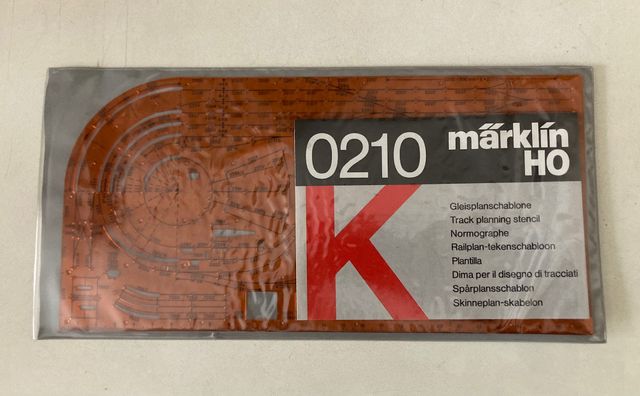 0210
märklin
HO
K
Gleisplanschablone
Track planning stencil
Normographe
Railplan-tekenschabloon
Plantilla
Dima per il disegno di tracciati
Spårplansschablon
Skinneplan-skabelon